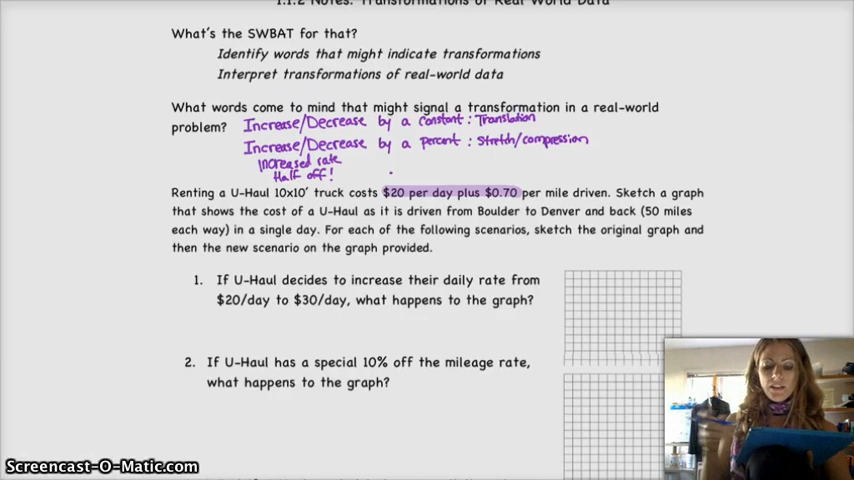 1.1.2 Notes: Transformations of Real World Data
What's the SWBAT for that?
Identify words that might indicate transformations
Interpret transformations of real-world data
What words come to mind that might signal a transformation in a real-world
problem? Increase/Decrease by a constant: Translation
Increase/Decrease by a percent: Stretch/compression
Increased rate
Half off!
Renting a U-Haul 10x10' truck costs $20 per day plus $0.70 per mile driven. Sketch a graph
that shows the cost of a U-Haul as it is driven from Boulder to Denver and back (50 miles
each way) in a single day. For each of the following scenarios, sketch the original graph and
then the new scenario on the graph provided.
1. If U-Haul decides to increase their daily rate from
$20/day to $30/day, what happens to the graph?
2. If U-Haul has a special 10% off the mileage rate,
what happens to the graph?
Screencast-O-Matic.com